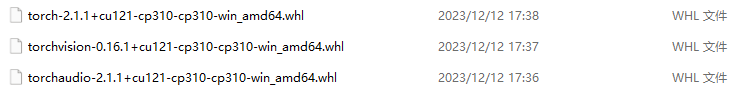 torch-2.1.1+cu121-cp310-cp310-win_amd64.whl 2023/12/12 17:38 WHL 文件
torchvision-0.16.1+cu121-cp310-cp310-win_amd64.whl 2023/12/12 17:37 WHL 文件
torchaudio-2.1.1+cu121-cp310-cp310-win_amd64.whl 2023/12/12 17:36 WHL 文件